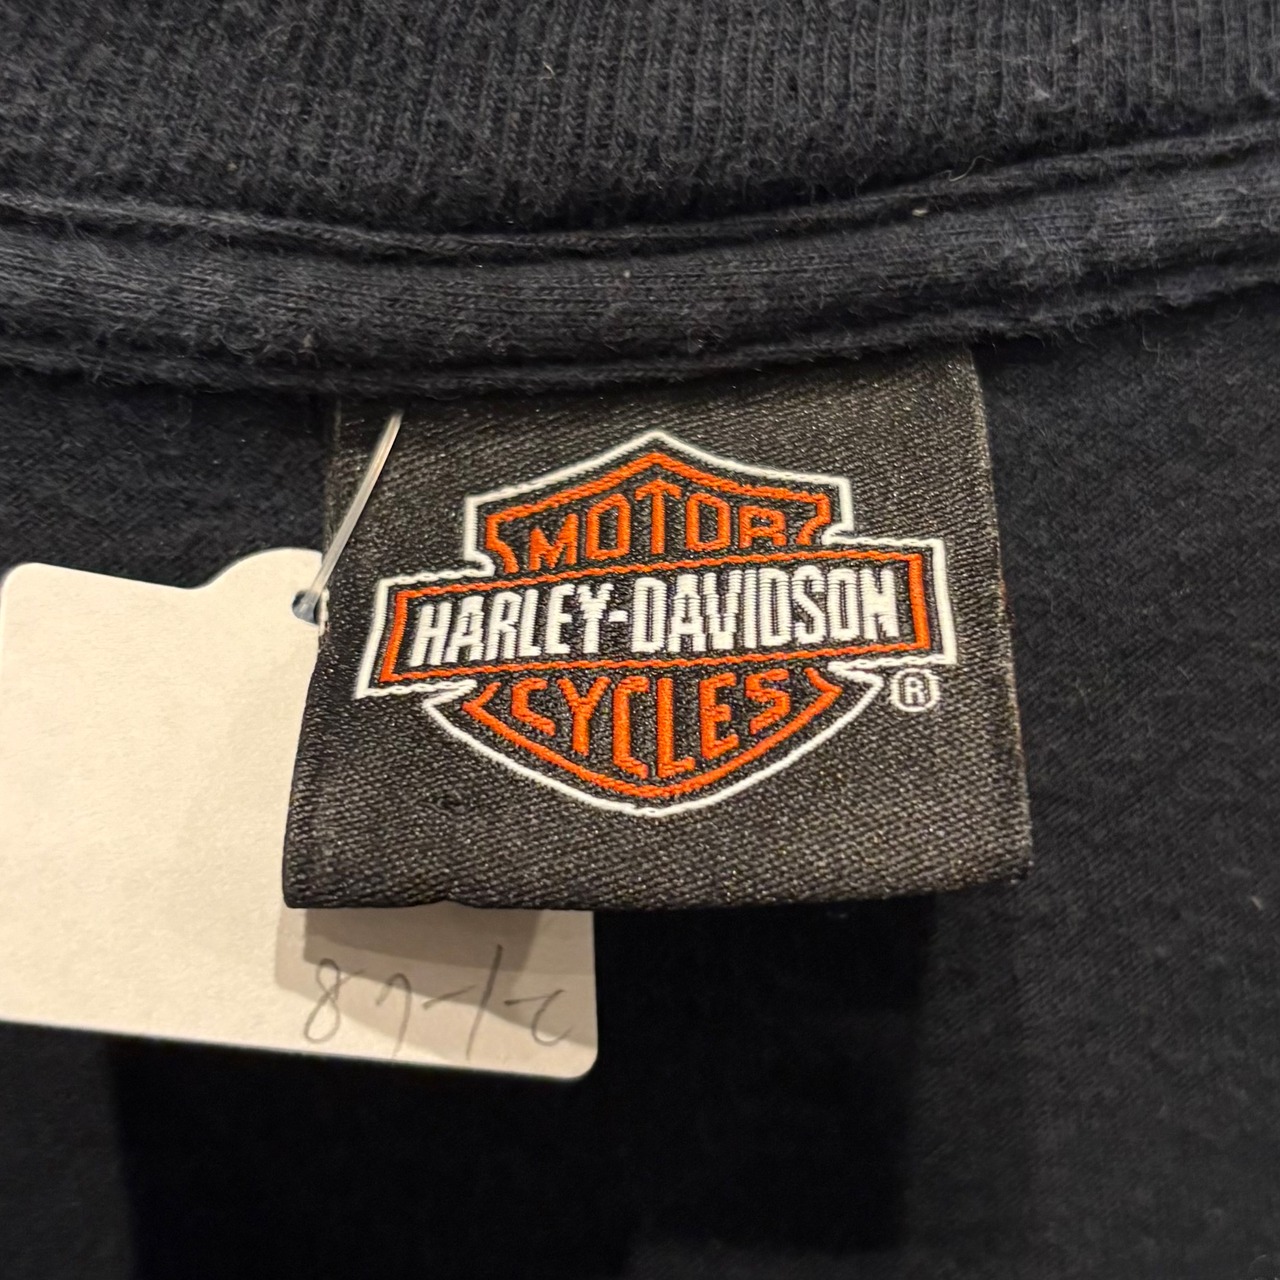 MOTOR
HARLEY-DAVIDSON
CYCLES
®